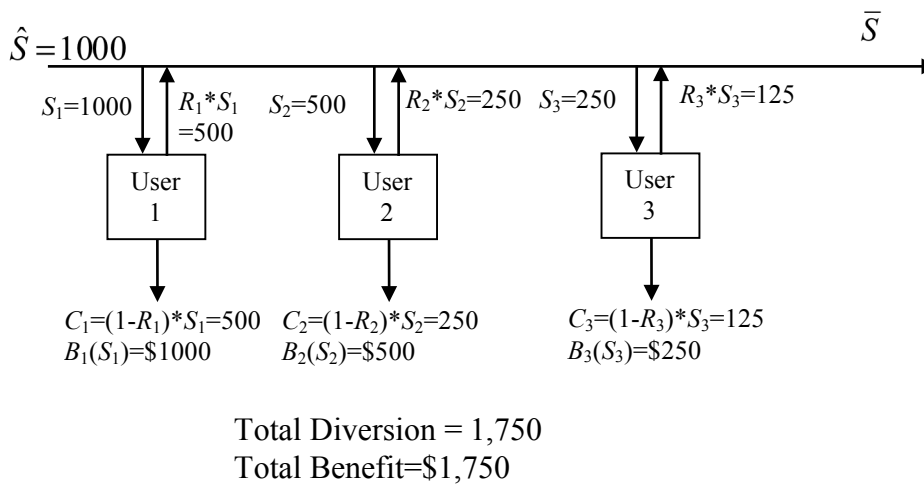 Ŝ = 1000
S̅
S₁=1000
R₁*S₁
=500
S₂=500
R₂*S₂=250
S₃=250
R₃*S₃=125
User
1
User
2
User
3
C₁=(1-R₁)*S₁=500
B₁(S₁)=$1000
C₂=(1-R₂)*S₂=250
B₂(S₂)=$500
C₃=(1-R₃)*S₃=125
B₃(S₃)=$250
Total Diversion = 1,750
Total Benefit=$1,750